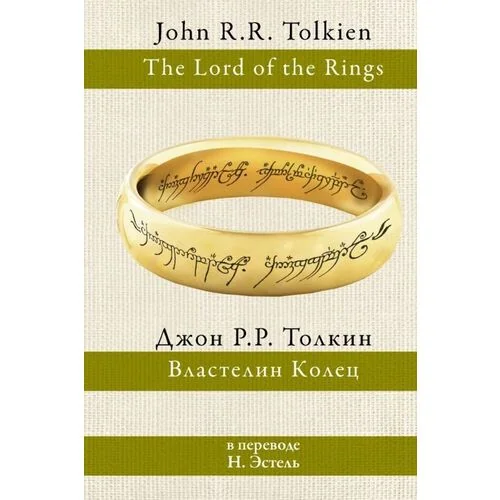 John R.R. Tolkien
The Lord of the Rings
Джон Р.Р. Толкин
Властелин Колец
в переводе
Н. Эстель